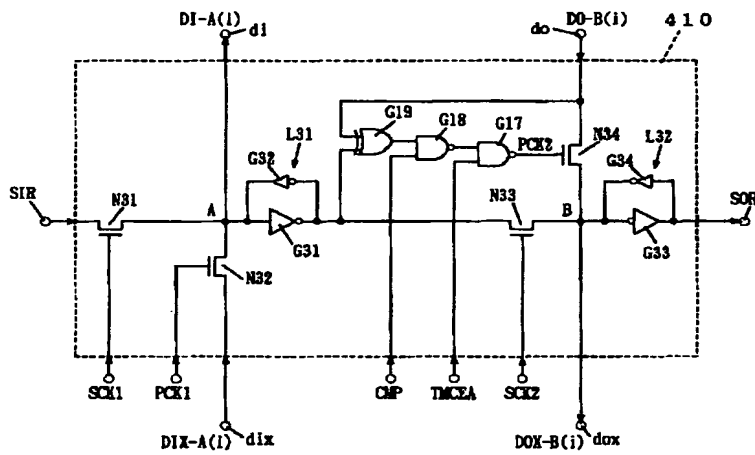 DI-A(i) DO-B(i)
di do 410
G19
G18
G17
L31 L32
G32 PCK2 N34 G34
SIR N31 A N33 B SOR
G31 G33
N32
SCK1 PCK1 CMP TMCEA SCK2
DIX-A(i) dix DOX-B(i) dox